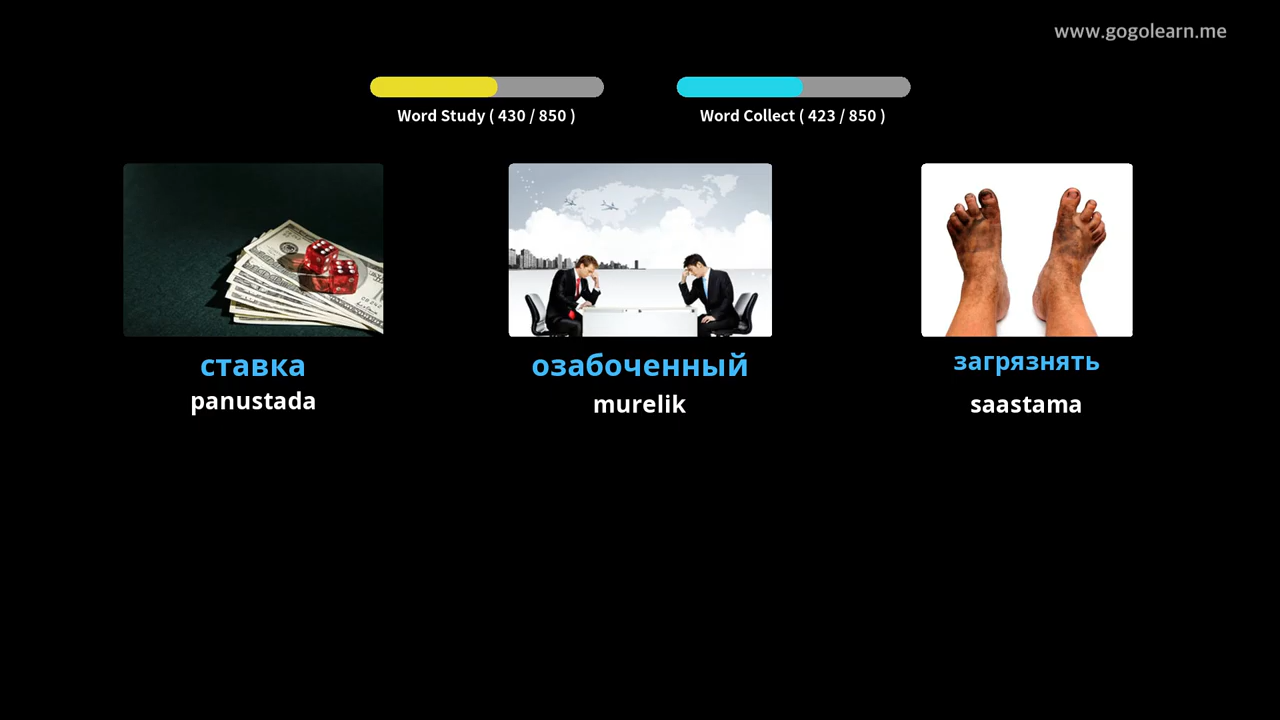 www.gogolearn.me
Word Study ( 430 / 850 )
Word Collect ( 423 / 850 )
ставка
panustada
озабоченный
murelik
загрязнять
saastama